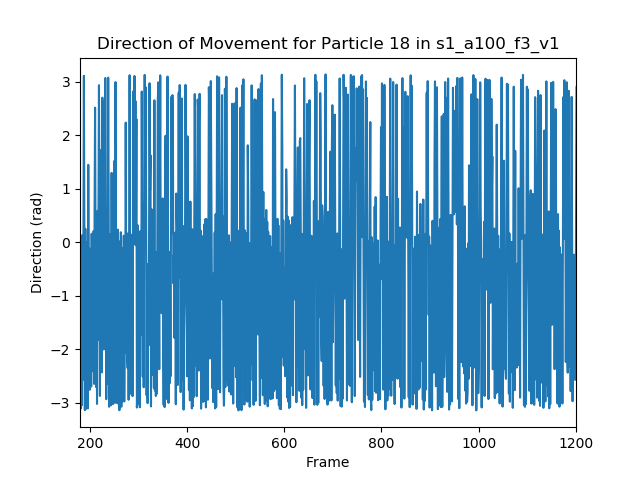 Direction of Movement for Particle 18 in s1_a100_f3_v1
3
2
1
0
−1
−2
−3
Direction (rad)
200 400 600 800 1000 1200
Frame